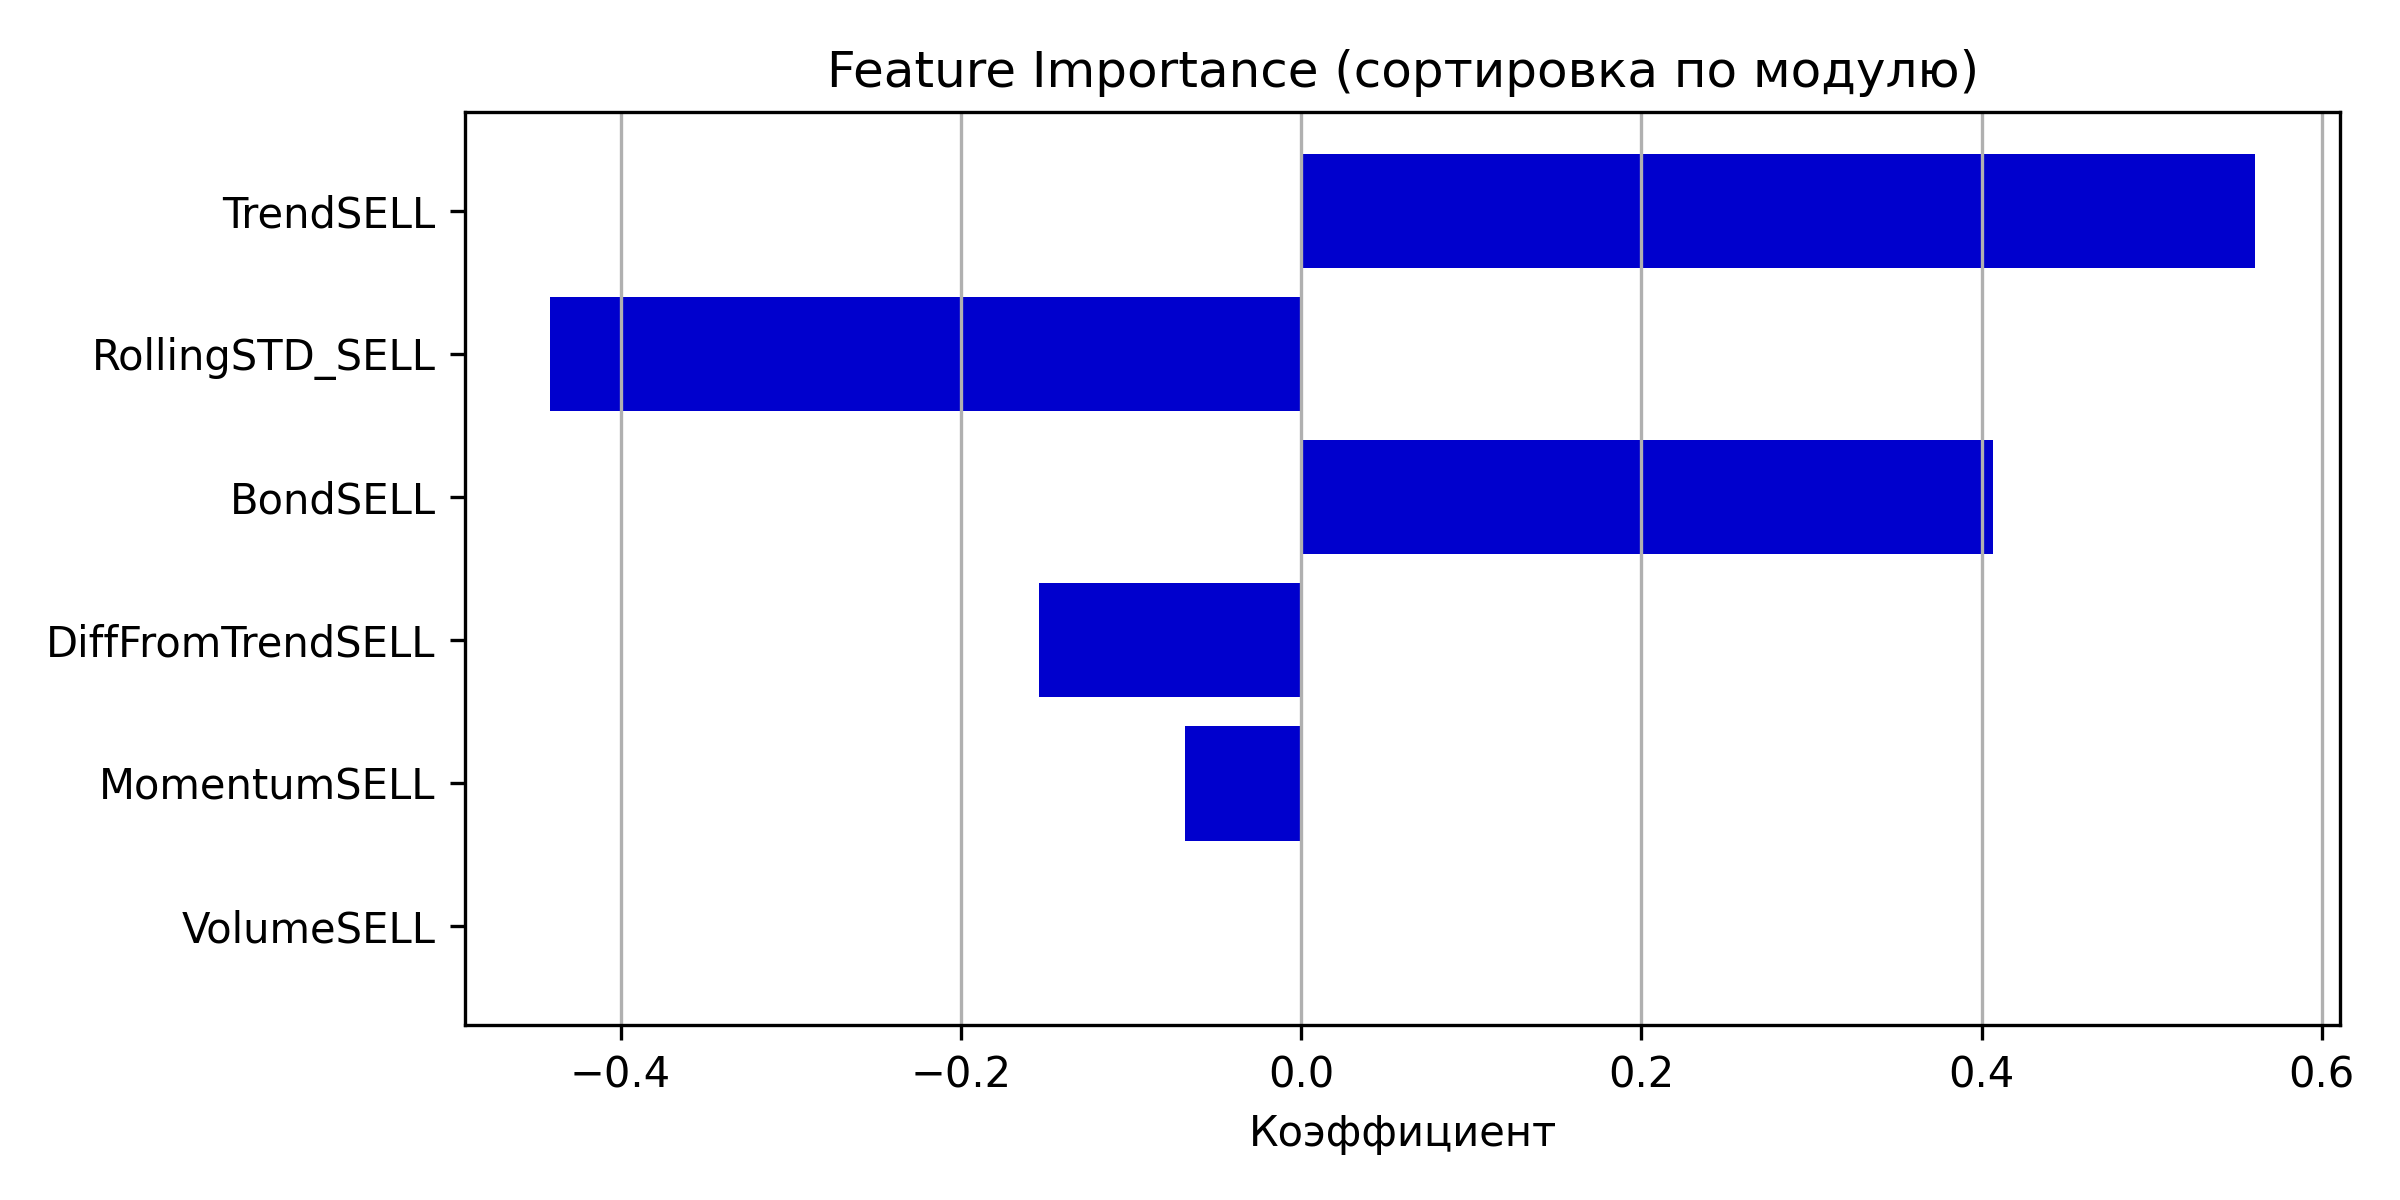 Feature Importance (сортировка по модулю)
TrendSELL
RollingSTD_SELL
BondSELL
DiffFromTrendSELL
MomentumSELL
VolumeSELL
−0.4 −0.2 0.0 0.2 0.4 0.6
Коэффициент